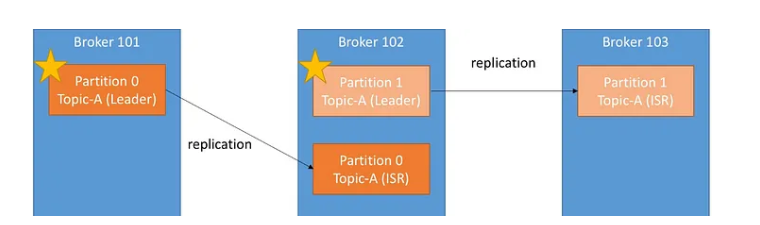 Broker 101
Partition 0
Topic-A (Leader)
replication
Broker 102
Partition 1
Topic-A (Leader)
Partition 0
Topic-A (ISR)
replication
Broker 103
Partition 1
Topic-A (ISR)